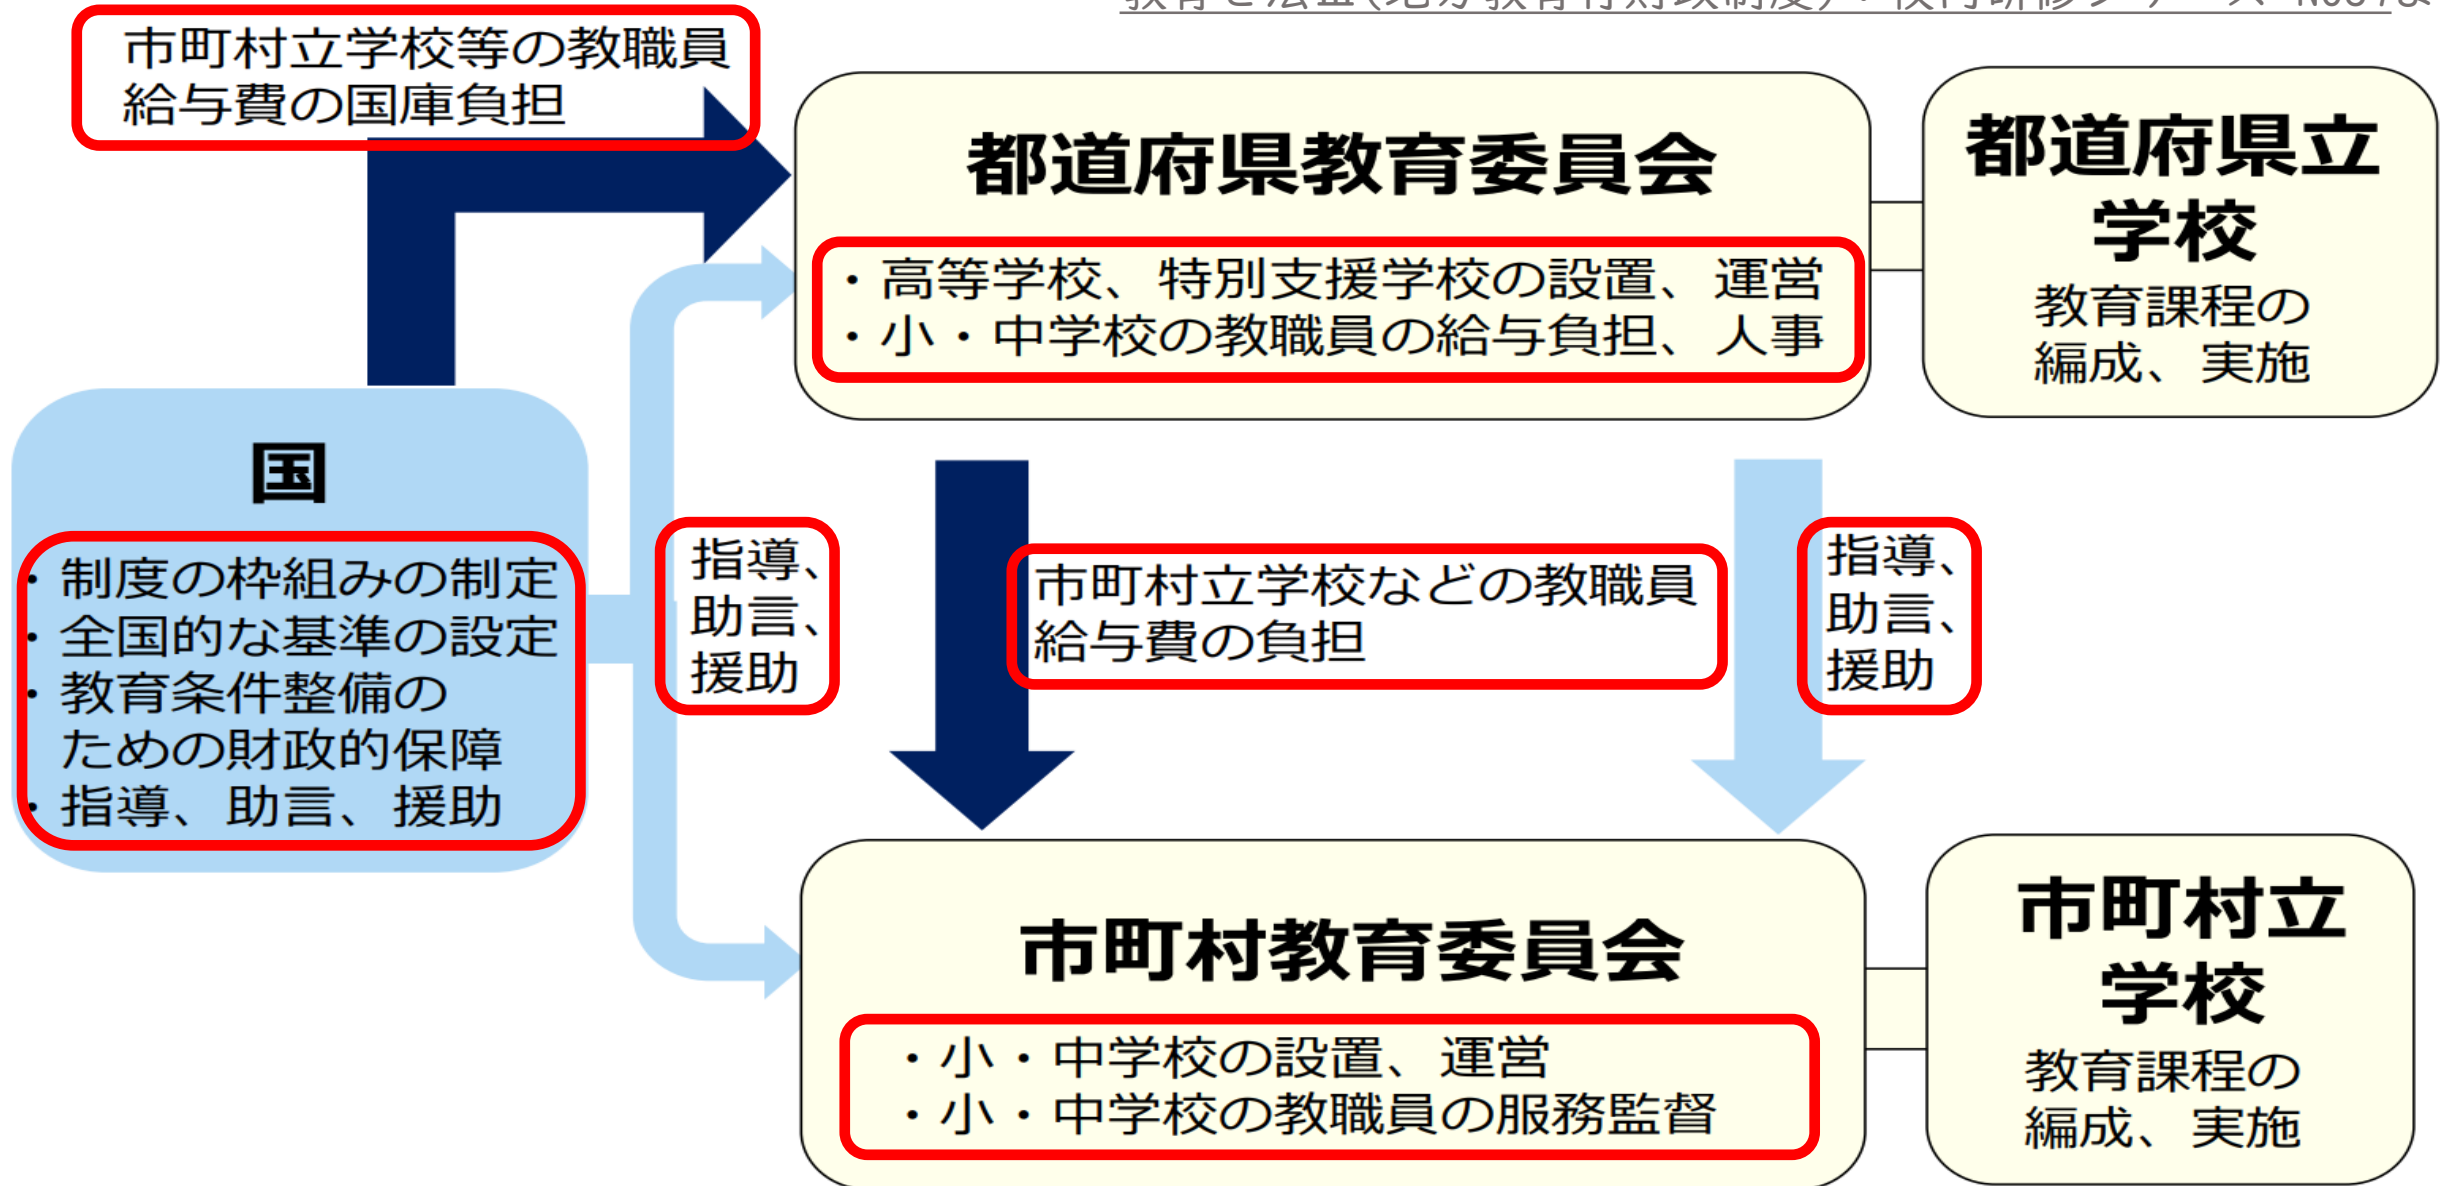 市町村立学校等の教職員
給与費の国庫負担
都道府県教育委員会
・高等学校、特別支援学校の設置、運営
・小・中学校の教職員の給与負担、人事
都道府県立
学校
教育課程の
編成、実施
国
・制度の枠組みの制定
・全国的な基準の設定
・教育条件整備の
ための財政的保障
・指導、助言、援助
指導、
助言、
援助
市町村立学校などの教職員
給与費の負担
指導、
助言、
援助
市町村教育委員会
・小・中学校の設置、運営
・小・中学校の教職員の服務監督
市町村立
学校
教育課程の
編成、実施